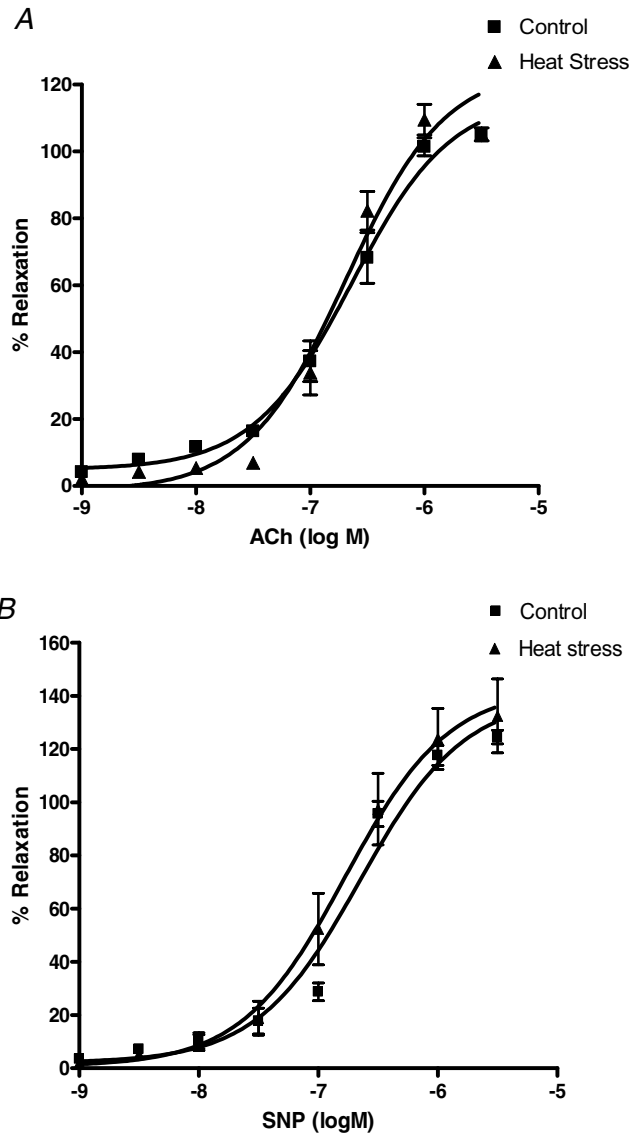 A
Control
Heat Stress
120
100
80
60
40
20
0
% Relaxation
-9 -8 -7 -6 -5
ACh (log M)
B
Control
Heat stress
160
140
120
100
80
60
40
20
0
% Relaxation
-9 -8 -7 -6 -5
SNP (logM)